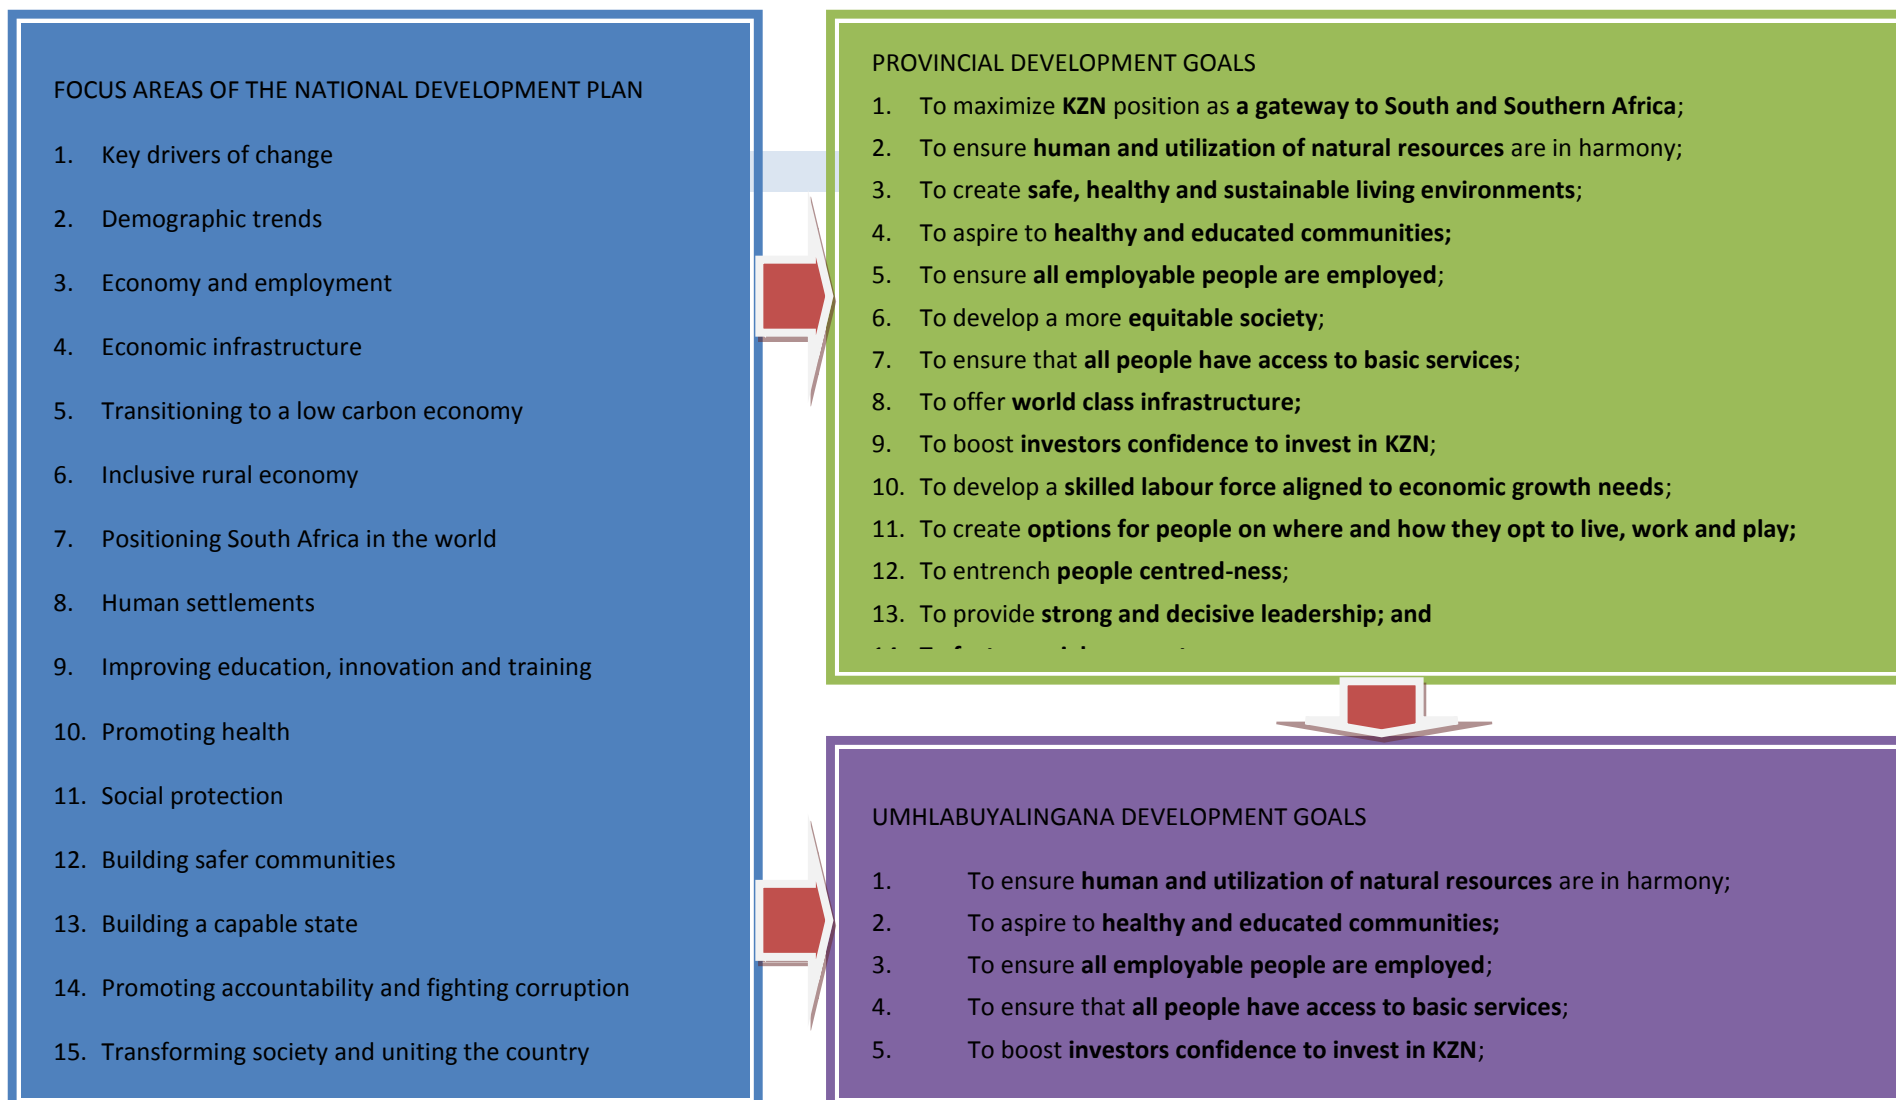 FOCUS AREAS OF THE NATIONAL DEVELOPMENT PLAN
1. Key drivers of change
2. Demographic trends
3. Economy and employment
4. Economic infrastructure
5. Transitioning to a low carbon economy
6. Inclusive rural economy
7. Positioning South Africa in the world
8. Human settlements
9. Improving education, innovation and training
10. Promoting health
11. Social protection
12. Building safer communities
13. Building a capable state
14. Promoting accountability and fighting corruption
15. Transforming society and uniting the country
PROVINCIAL DEVELOPMENT GOALS
1. To maximize KZN position as a gateway to South and Southern Africa;
2. To ensure human and utilization of natural resources are in harmony;
3. To create safe, healthy and sustainable living environments;
4. To aspire to healthy and educated communities;
5. To ensure all employable people are employed;
6. To develop a more equitable society;
7. To ensure that all people have access to basic services;
8. To offer world class infrastructure;
9. To boost investors confidence to invest in KZN;
10. To develop a skilled labour force aligned to economic growth needs;
11. To create options for people on where and how they opt to live, work and play;
12. To entrench people centred-ness;
13. To provide strong and decisive leadership; and
UMHLABUYALINGANA DEVELOPMENT GOALS
1. To ensure human and utilization of natural resources are in harmony;
2. To aspire to healthy and educated communities;
3. To ensure all employable people are employed;
4. To ensure that all people have access to basic services;
5. To boost investors confidence to invest in KZN;